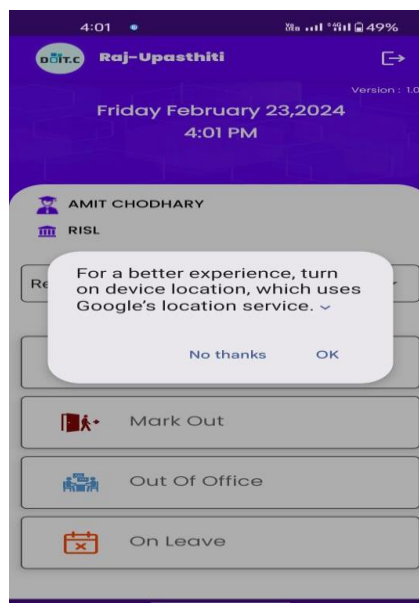 4:01 49%
DOIT.C Raj-Upasthiti
Version : 1.0
Friday February 23,2024
4:01 PM
AMIT CHODHARY
RISL
Re
For a better experience, turn
on device location, which uses
Google's location service.
No thanks OK
Mark Out
Out Of Office
On Leave